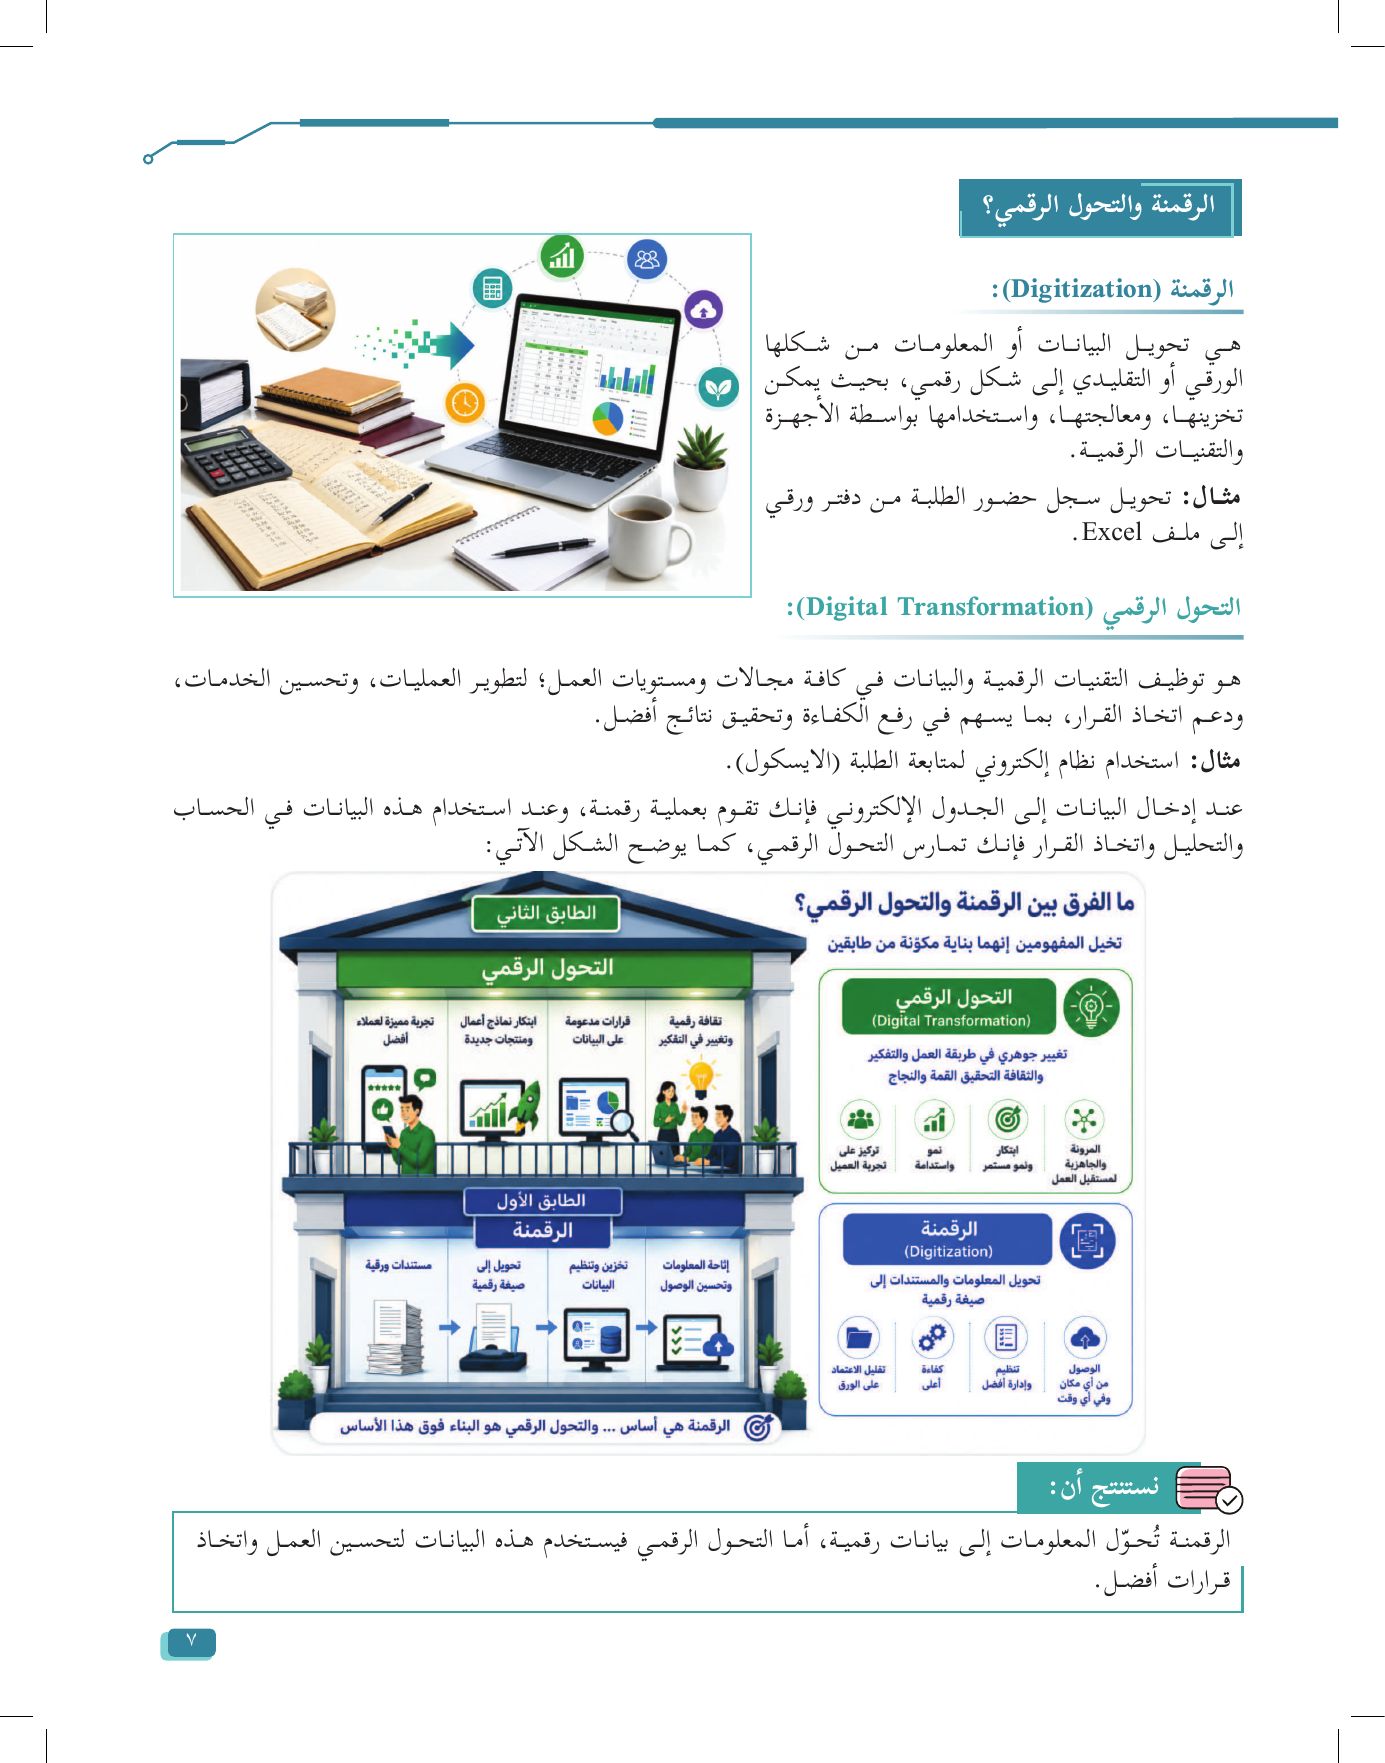 الرقمنة والتحول الرقمي؟
الرقمنة (Digitization):
هي تحويل البيانات أو المعلومات من شكلها
الورقي أو التقليدي إلى شكل رقمي، بحيث يمكن
تخزينها، ومعالجتها، واستخدامها بواسطة الأجهزة
والتقنيات الرقمية.
مثال: تحويل سجل حضور الطلبة من دفتر ورقي
إلى ملف Excel.
التحول الرقمي (Digital Transformation):
هو توظيف التقنيات الرقمية والبيانات في كافة مجالات ومستويات العمل؛ لتطوير العمليات، وتحسين الخدمات،
ودعم اتخاذ القرار، بما يسهم في رفع الكفاءة وتحقيق نتائج أفضل.
مثال: استخدام نظام إلكتروني لمتابعة الطلبة (الايسكول).
عند إدخال البيانات إلى الجدول الإلكتروني فإنك تقوم بعملية رقمنة، وعند استخدام هذه البيانات في الحساب
والتحليل واتخاذ القرار فإنك تمارس التحول الرقمي، كما يوضح الشكل الآتي:
ما الفرق بين الرقمنة والتحول الرقمي؟
تخيل المفهومين إنهما بناية مكوّنة من طابقين
التحول الرقمي
(Digital Transformation)
تغيير جوهري في طريقة العمل والتفكير
والثقافة التحقيق القمة والنجاح
المرونة
والجاهزية
لمستقبل العمل
ابتكار
ونمو مستمر
نمو
واستدامة
تركيز على
تجربة العميل
الرقمنة
(Digitization)
تحويل المعلومات والمستندات إلى
صيغة رقمية
الوصول
من أي مكان
وفي أي وقت
تنظيم
وإدارة أفضل
كفاءة
أعلى
تقليل الاعتماد
على الورق
الطابق الثاني
التحول الرقمي
ثقافة رقمية
وتغيير في التفكير
قرارات مدعومة
على البيانات
ابتكار نماذج أعمال
ومنتجات جديدة
تجربة مميزة لعملاء
أفضل
الطابق الأول
الرقمنة
إتاحة المعلومات
وتحسين الوصول
تخزين وتنظيم
البيانات
تحويل إلى
صيغة رقمية
مستندات ورقية
الرقمنة هي أساس ... والتحول الرقمي هو البناء فوق هذا الأساس
نستنتج أن:
الرقمنة تُحوّل المعلومات إلى بيانات رقمية، أما التحول الرقمي فيستخدم هذه البيانات لتحسين العمل واتخاذ
قرارات أفضل.
٧